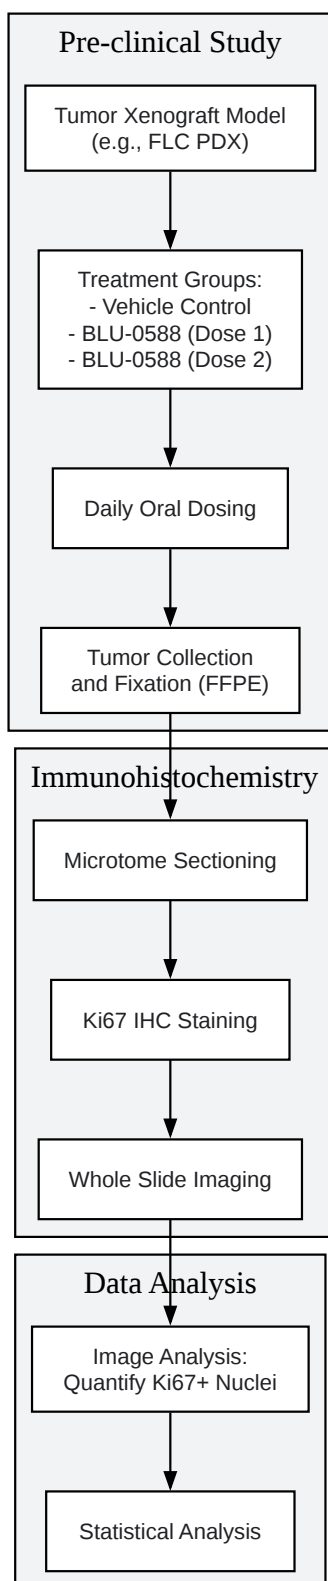 Pre-clinical Study
Tumor Xenograft Model
(e.g., FLC PDX)
Treatment Groups:
- Vehicle Control
- BLU-0588 (Dose 1)
- BLU-0588 (Dose 2)
Daily Oral Dosing
Tumor Collection
and Fixation (FFPE)
Immunohistochemistry
Microtome Sectioning
Ki67 IHC Staining
Whole Slide Imaging
Data Analysis
Image Analysis:
Quantify Ki67+ Nuclei
Statistical Analysis